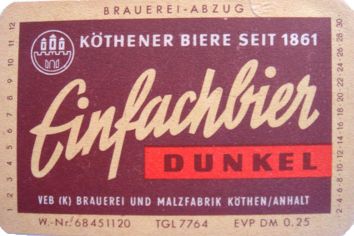 BRAUEREI-ABZUG
KÖTHENER BIERE SEIT 1861
Einfachbier
DUNKEL
VEB (K) BRAUEREI UND MALZFABRIK KÖTHEN/ANHALT
W.-Nr. 68451120 TGL 7764 EVP DM 0,25